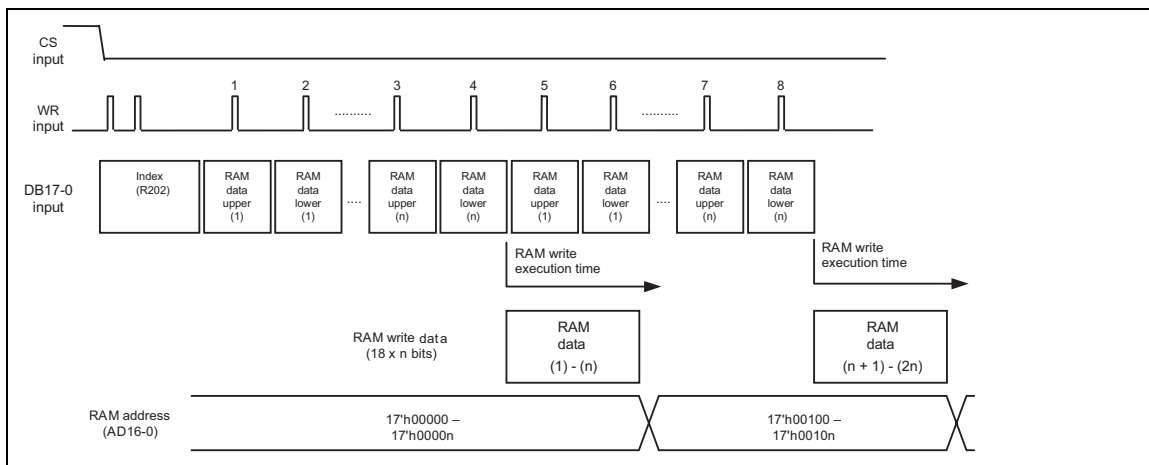 CS
input
1 2 3 4 5 6 7 8
WR
input
.......... ..........
DB17-0
input
Index
(R202)
RAM
data
upper
(1)
RAM
data
lower
(1)
....
RAM
data
upper
(n)
RAM
data
lower
(n)
RAM
data
upper
(1)
RAM
data
lower
(1)
....
RAM
data
upper
(n)
RAM
data
lower
(n)
RAM write
execution time
RAM write
execution time
RAM write data
(18 x n bits)
RAM
data
(1) - (n)
RAM
data
(n + 1) - (2n)
RAM address
(AD16-0)
17'h00000 –
17'h0000n
17'h00100 –
17'h0010n